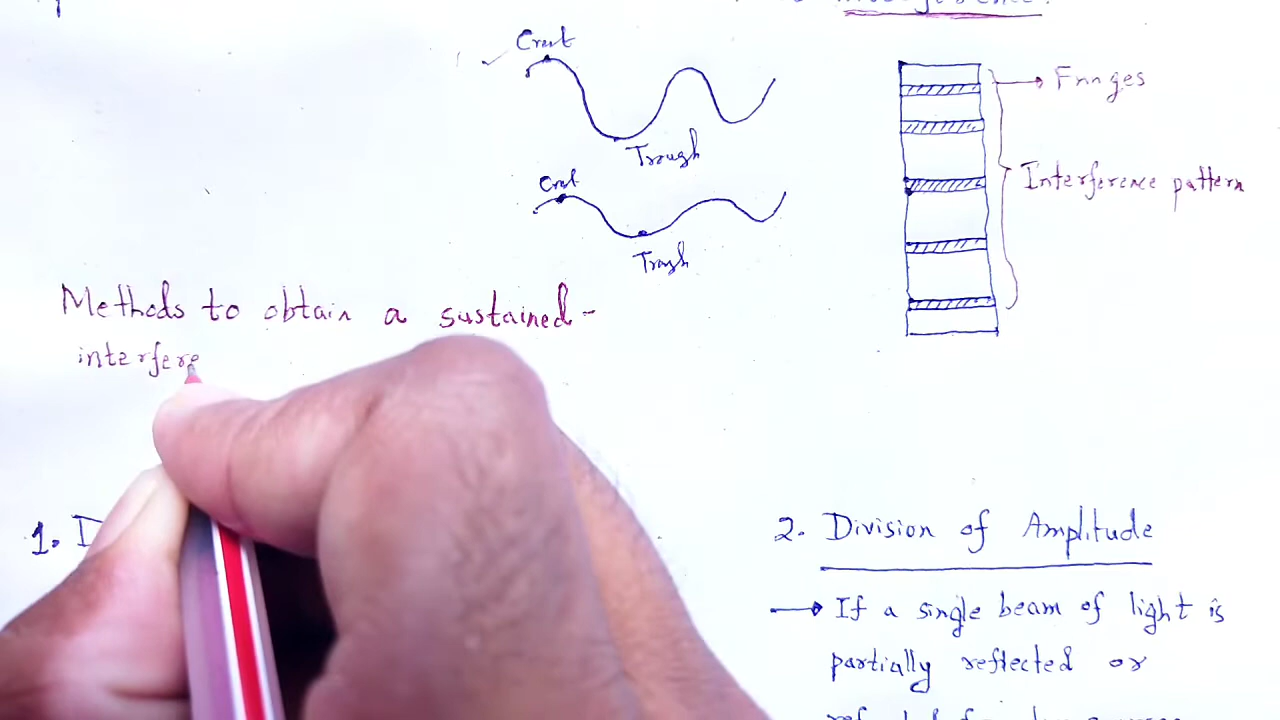 Crest
Trough
Crest
Trough
Fringes
Interference pattern
Methods to obtain a sustained-
interfere
1. D
2. Division of Amplitude
→ If a single beam of light is
partially reflected or